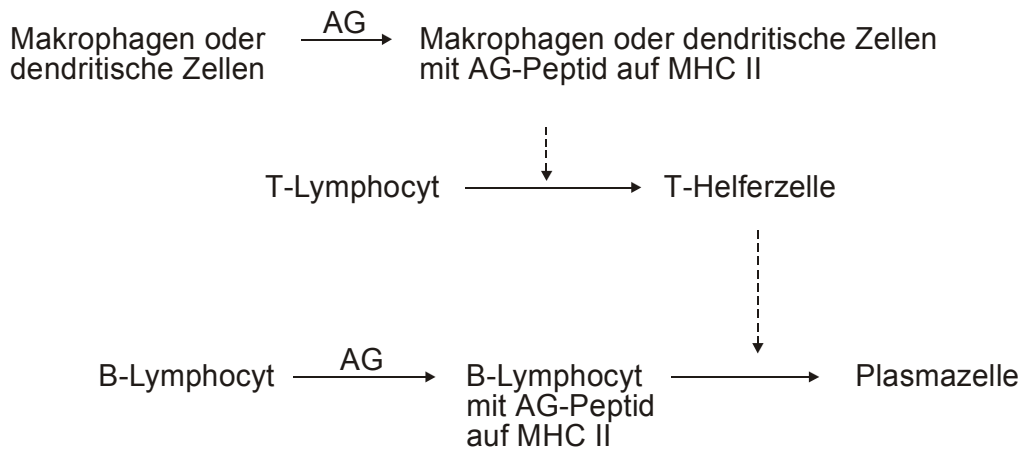 Makrophagen oder
dendritische Zellen
AG
Makrophagen oder dendritische Zellen
mit AG-Peptid auf MHC II
T-Lymphocyt
T-Helferzelle
B-Lymphocyt
AG
B-Lymphocyt
mit AG-Peptid
auf MHC II
Plasmazelle